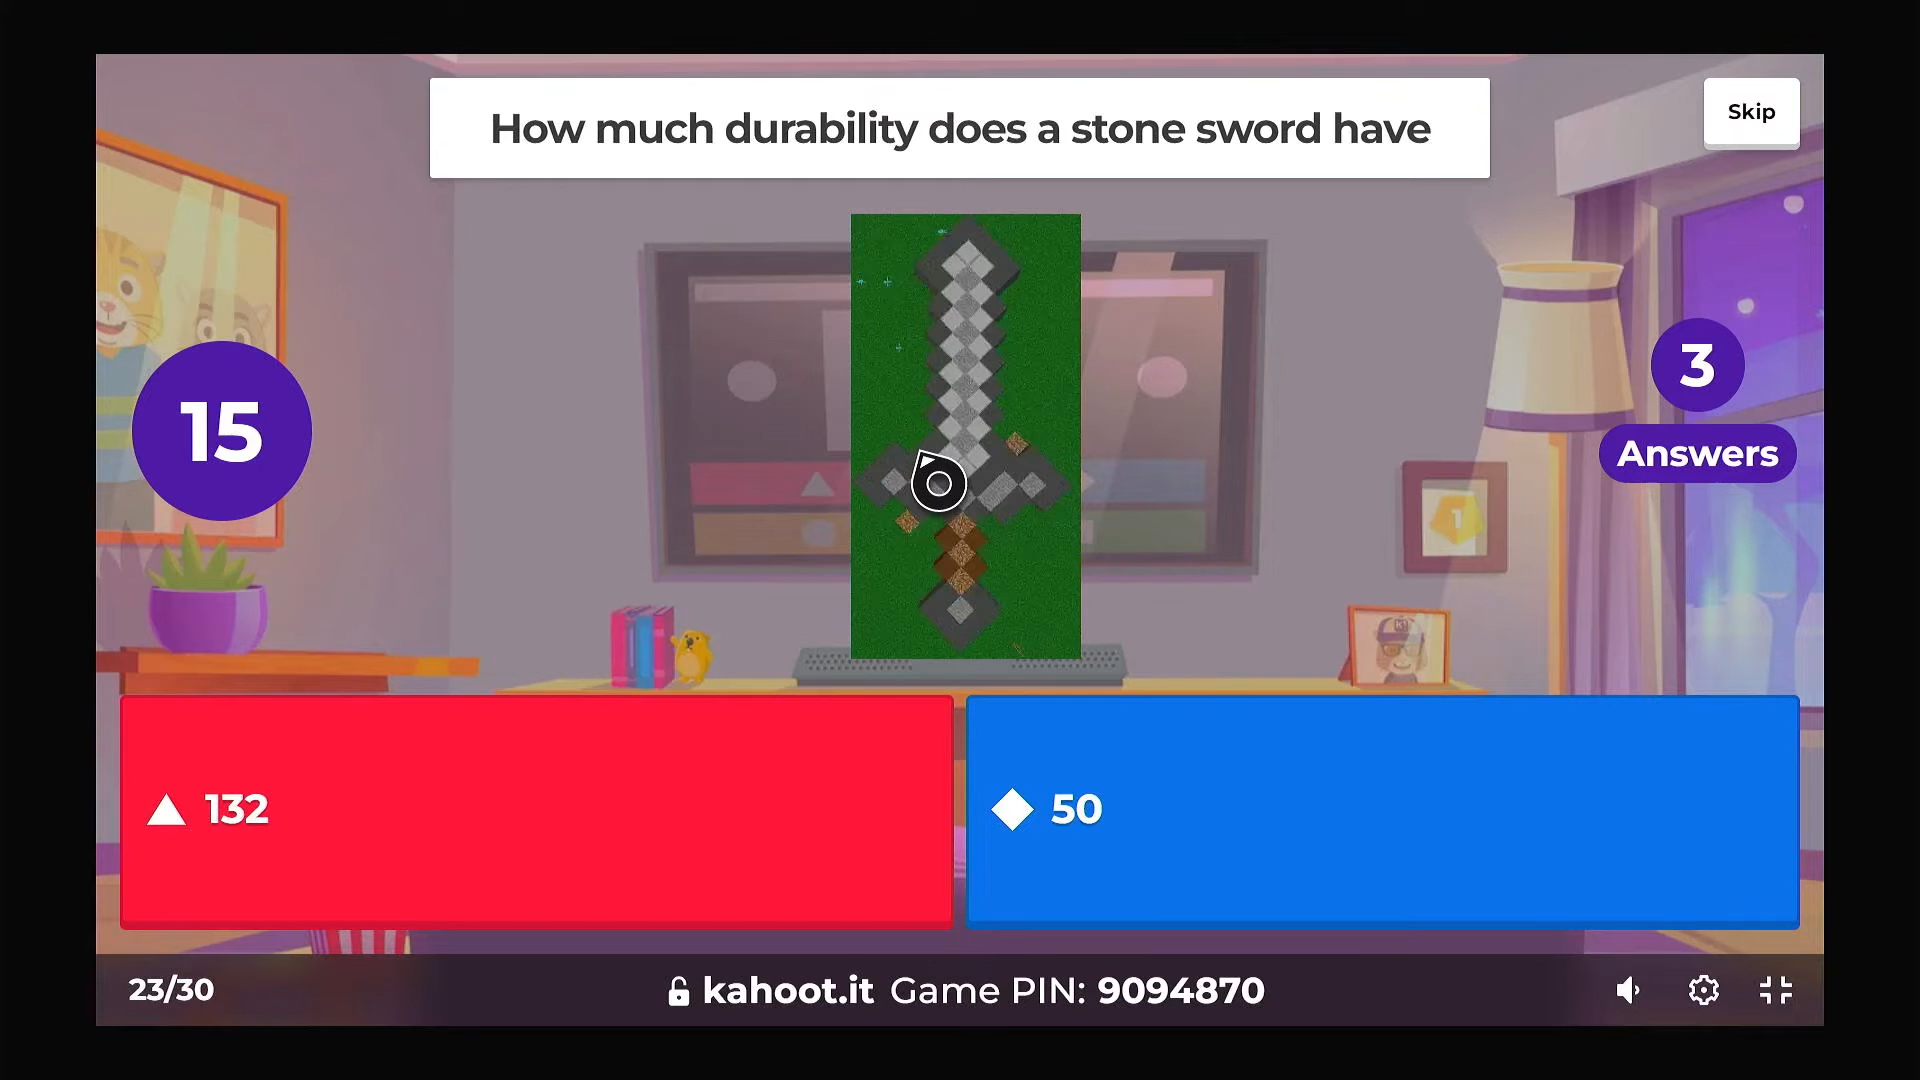 How much durability does a stone sword have
Skip
15
3
Answers
1
132
50
23/30
kahoot.it Game PIN: 9094870